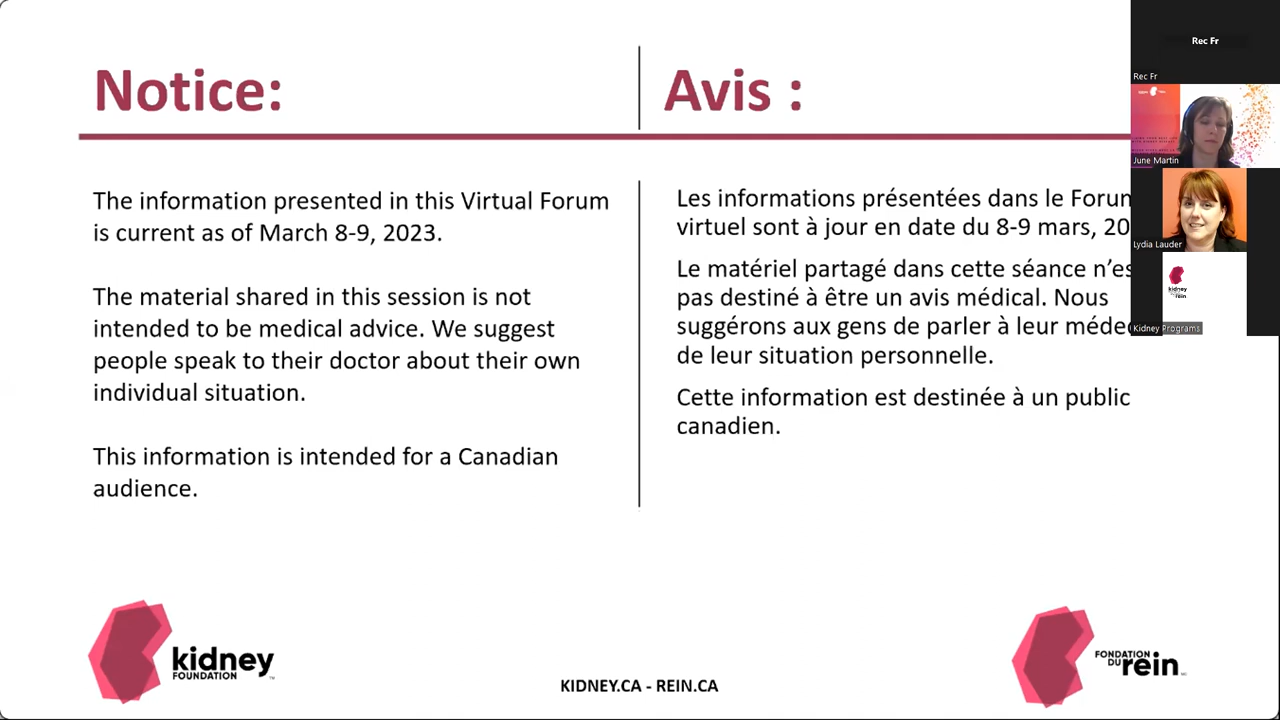 Notice:
The information presented in this Virtual Forum
is current as of March 8-9, 2023.
The material shared in this session is not
intended to be medical advice. We suggest
people speak to their doctor about their own
individual situation.
This information is intended for a Canadian
audience.
Avis :
Les informations présentées dans le Forum
virtuel sont à jour en date du 8-9 mars, 20
Le matériel partagé dans cette séance n’es
pas destiné à être un avis médical. Nous
suggérons aux gens de parler à leur méde
de leur situation personnelle.
Cette information est destinée à un public
canadien.
Rec Fr
Rec Fr
June Martin
Lydia Lauder
kidney
rein
Kidney Programs
kidney
FOUNDATION
KIDNEY.CA - REIN.CA
FONDATION
DU rein